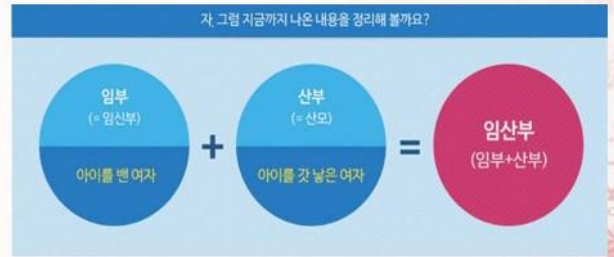 자, 그럼 지금까지 나온 내용을 정리해 볼까요?
임부
(= 임신부)
아이를 밴 여자
+
산부
(= 산모)
아이를 갓 낳은 여자
=
임산부
(임부+산부)